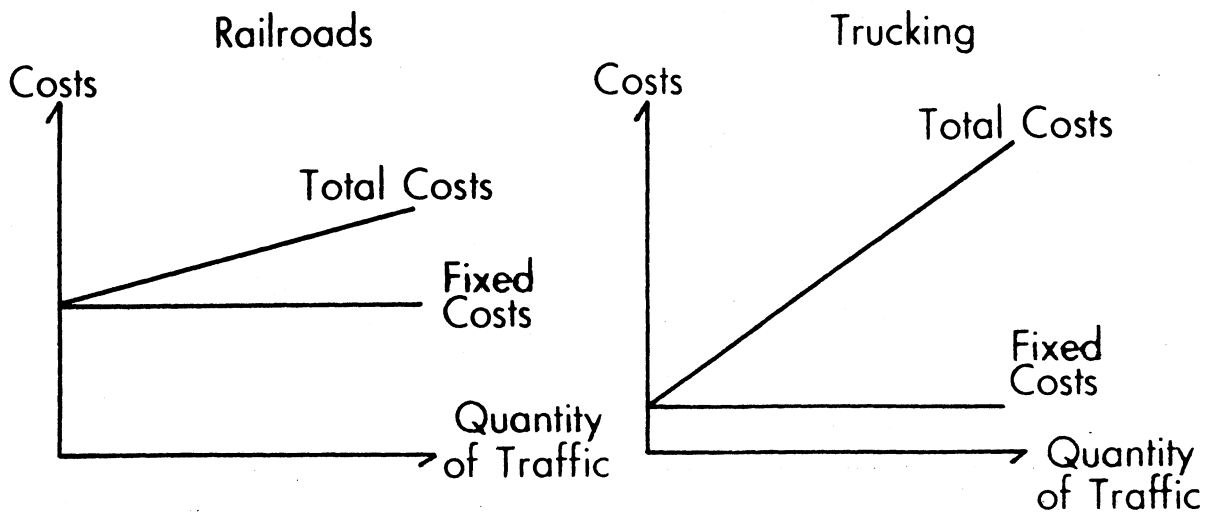 Railroads
Costs
Total Costs
Fixed
Costs
Quantity
of Traffic
Trucking
Costs
Total Costs
Fixed
Costs
Quantity
of Traffic